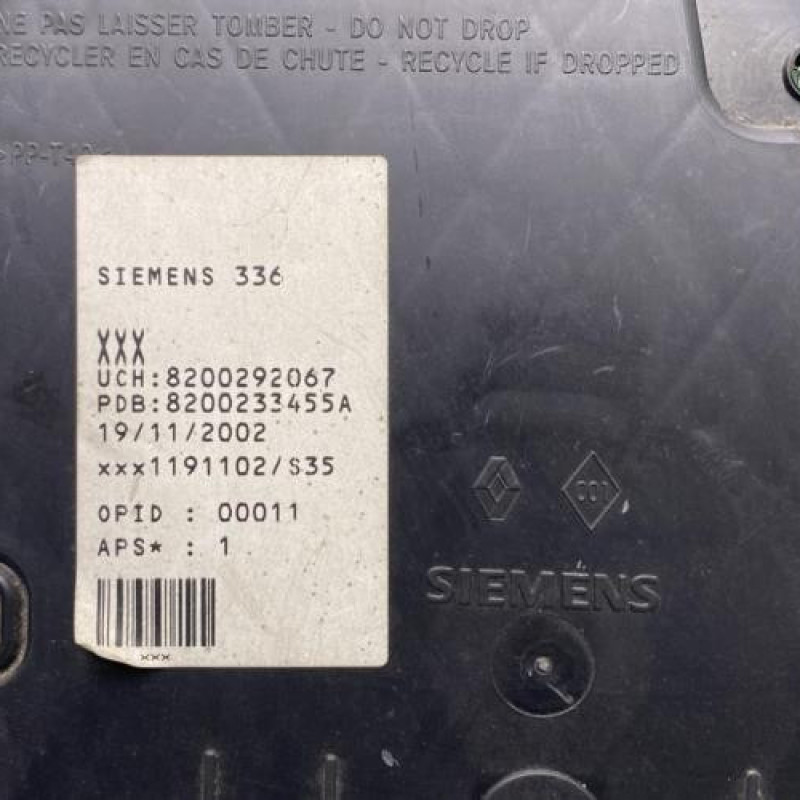 NE PAS LAISSER TOMBER - DO NOT DROP
RECYCLER EN CAS DE CHUTE - RECYCLE IF DROPPED
SIEMENS 336
XXX
UCH:8200292067
PDB:8200233455A
19/11/2002
xxx1191102/S35
OPID : 00011
APS* : 1
xxx
001
SIEMENS